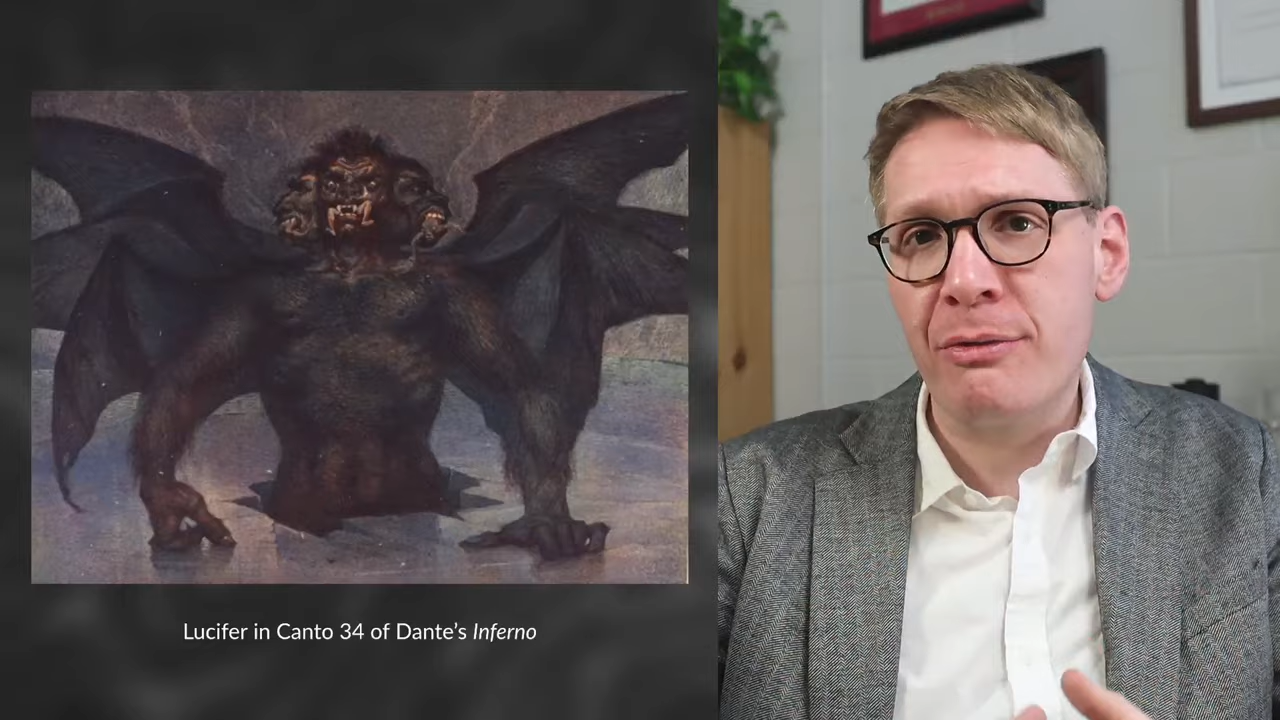 Lucifer in Canto 34 of Dante’s Inferno